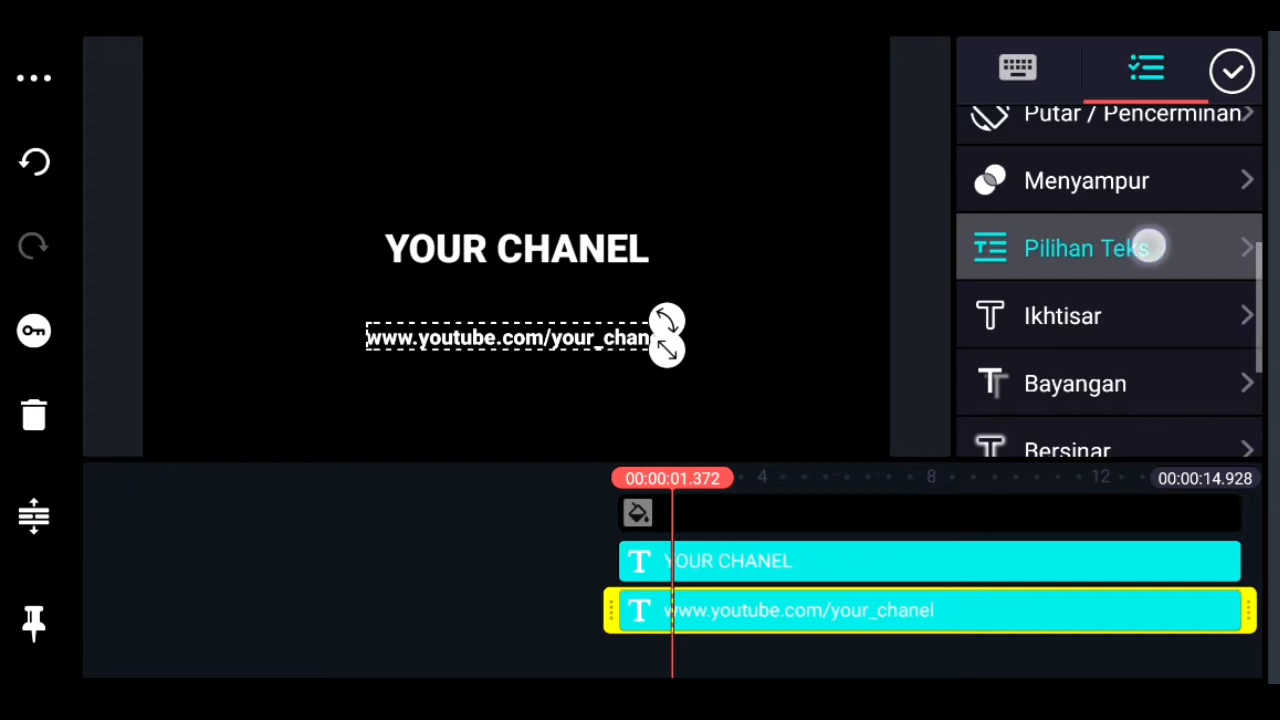 Putar / Pencerminan
Menyampur
Pilihan Teks
Ikhtisar
Bayangan
Bersinar
YOUR CHANEL
www.youtube.com/your_chan
00:00:01.372
4
8
12
00:00:14.928
T YOUR CHANEL
T www.youtube.com/your_chanel